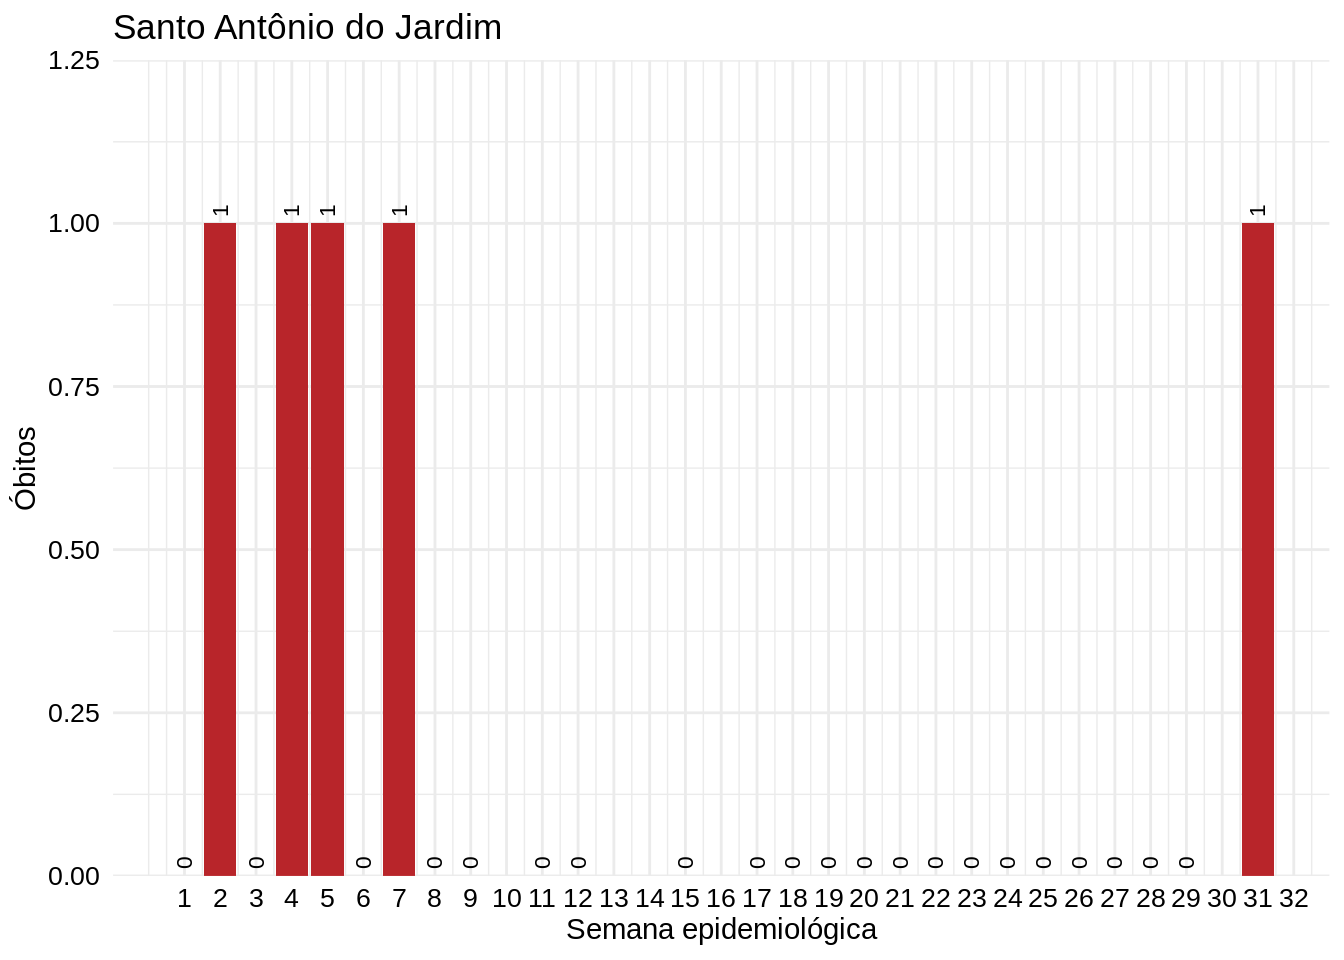 Santo Antônio do Jardim
1.25
1.00
0.75
0.50
0.25
0.00
Óbitos
1 1 1 1 1
0 0 0 0 0 0 0 0 0 0 0 0 0 0 0 0 0 0 0 0 0
1 2 3 4 5 6 7 8 9 10 11 12 13 14 15 16 17 18 19 20 21 22 23 24 25 26 27 28 29 30 31 32
Semana epidemiológica